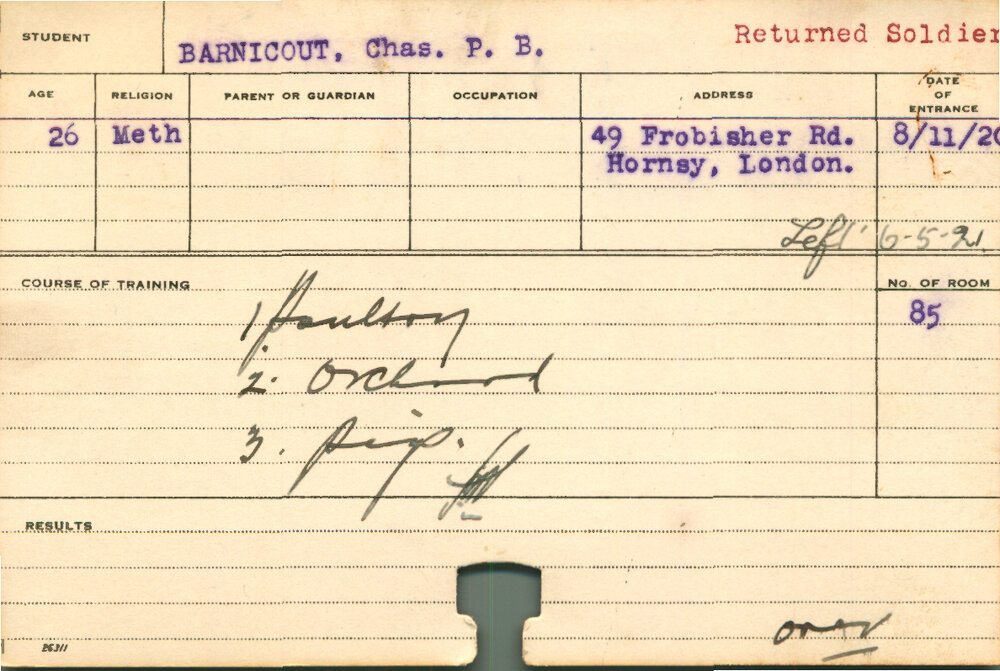 STUDENT
BARNICOUT, Chas. P. B.
Returned Soldier
AGE
RELIGION
PARENT OR GUARDIAN
OCCUPATION
ADDRESS
DATE
OF
ENTRANCE
26
Meth
49 Frobisher Rd.
Hornsy, London.
8/11/20
Left 6-5-21
COURSE OF TRAINING
No. OF ROOM
85
1 Poultry
2. Orchard
3. Pig.
RESULTS
26311